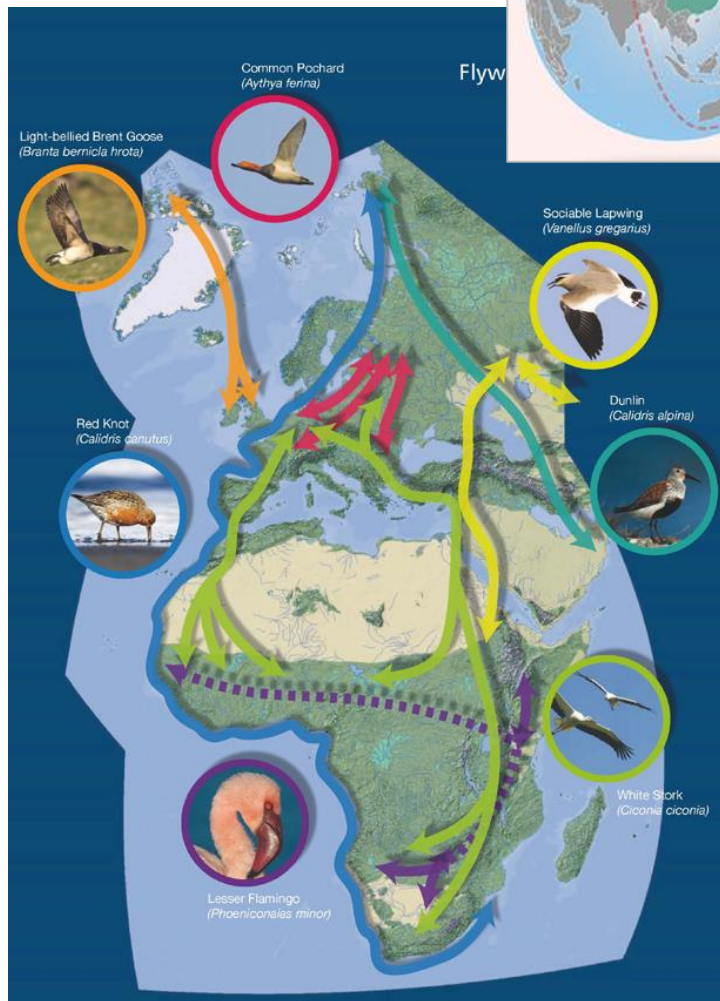 Common Pochard
(Aythya ferina)
Flyw
Light-bellied Brent Goose
(Branta bernicla hrota)
Sociable Lapwing
(Vanellus gregarius)
Dunlin
(Calidris alpina)
Red Knot
(Calidris canutus)
White Stork
(Ciconia ciconia)
Lesser Flamingo
(Phoeniconaias minor)